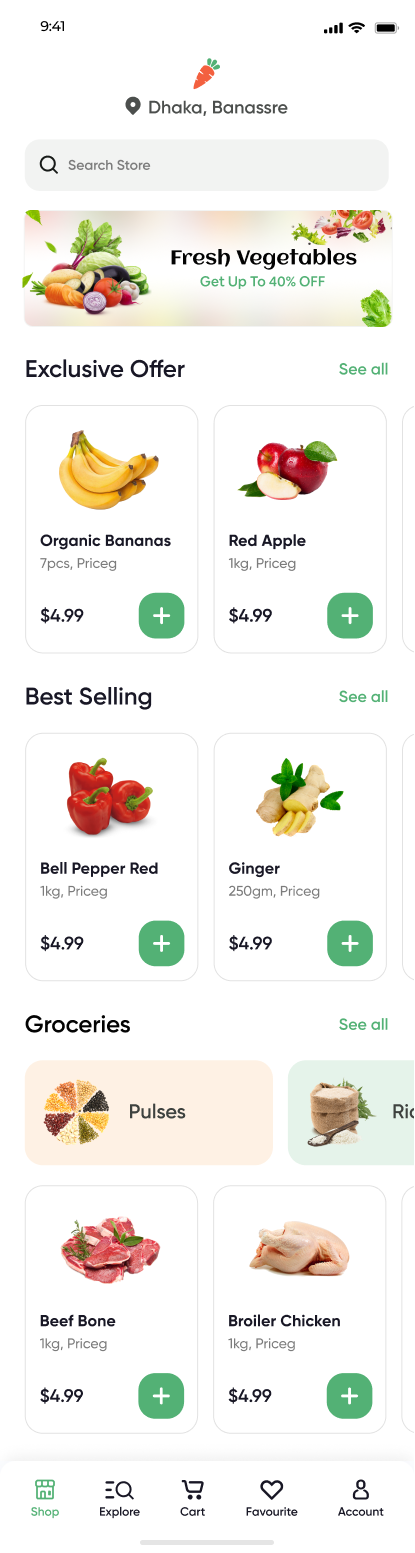 9:41
Dhaka, Banassre
Search Store
Fresh Vegetables
Get Up To 40% OFF
Exclusive Offer See all
Organic Bananas Red Apple
7pcs, Priceg 1kg, Priceg
$4.99 $4.99
Best Selling See all
Bell Pepper Red Ginger
1kg, Priceg 250gm, Priceg
$4.99 $4.99
Groceries See all
Pulses
Beef Bone Broiler Chicken
1kg, Priceg 1kg, Priceg
$4.99 $4.99
Shop Explore Cart Favourite Account